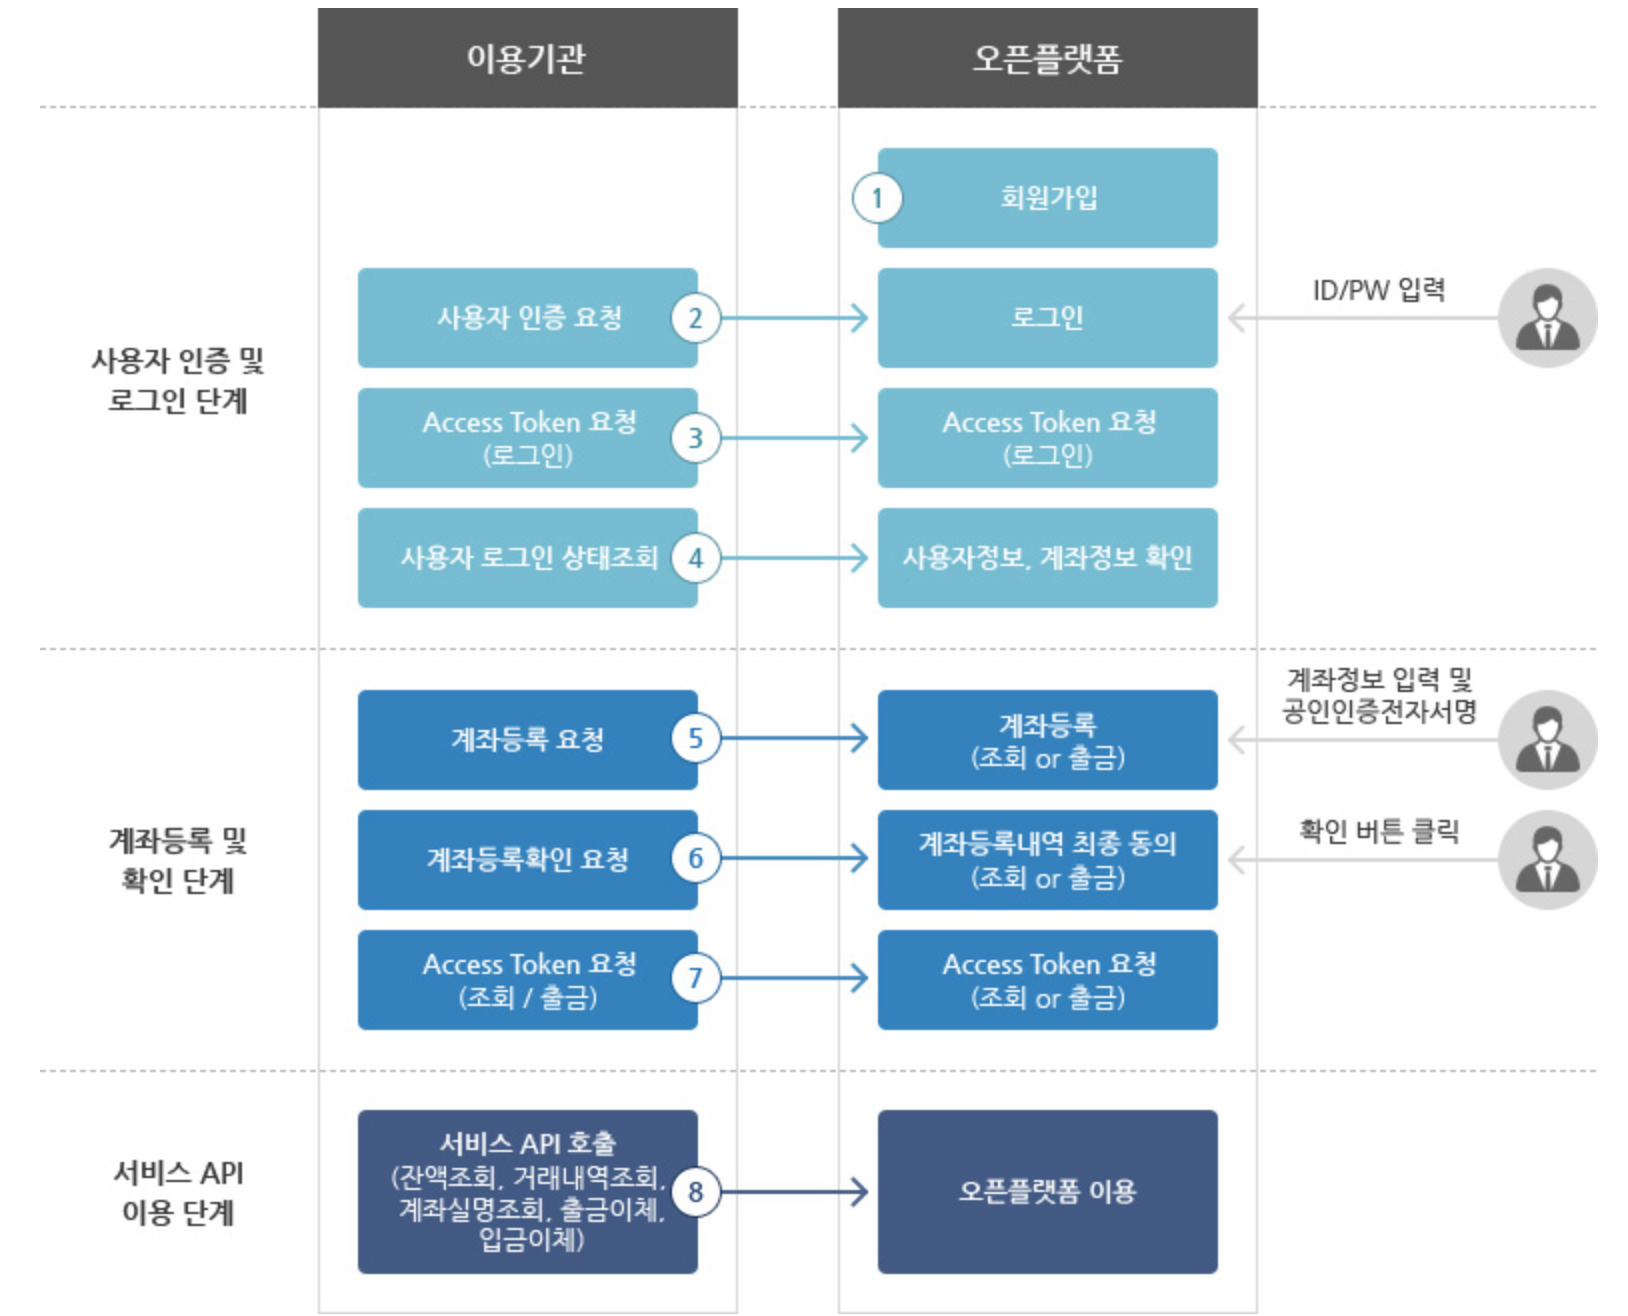 이용기관
오픈플랫폼
사용자 인증 및
로그인 단계
1
회원가입
사용자 인증 요청
2
로그인
ID/PW 입력
Access Token 요청
(로그인)
3
Access Token 요청
(로그인)
사용자 로그인 상태조회
4
사용자정보, 계좌정보 확인
계좌등록 및
확인 단계
계좌등록 요청
5
계좌등록
(조회 or 출금)
계좌정보 입력 및
공인인증전자서명
계좌등록확인 요청
6
계좌등록내역 최종 동의
(조회 or 출금)
확인 버튼 클릭
Access Token 요청
(조회 / 출금)
7
Access Token 요청
(조회 or 출금)
서비스 API
이용 단계
서비스 API 호출
(잔액조회, 거래내역조회,
계좌실명조회, 출금이체,
입금이체)
8
오픈플랫폼 이용